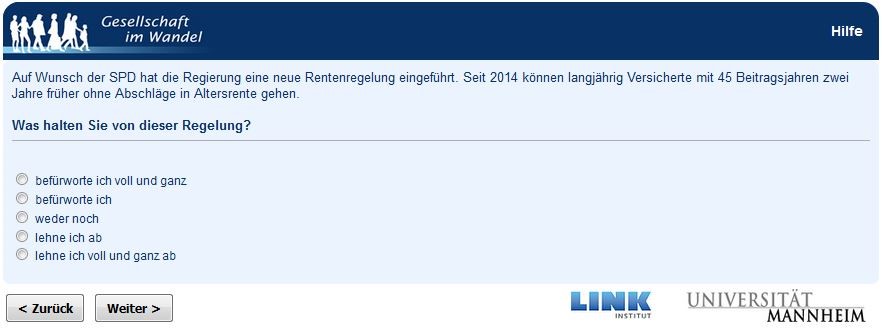 Gesellschaft
im Wandel
Hilfe
Auf Wunsch der SPD hat die Regierung eine neue Rentenregelung eingeführt. Seit 2014 können langjährig Versicherte mit 45 Beitragsjahren zwei
Jahre früher ohne Abschläge in Altersrente gehen.
Was halten Sie von dieser Regelung?
befürworte ich voll und ganz
befürworte ich
weder noch
lehne ich ab
lehne ich voll und ganz ab
< Zurück
Weiter >
LINK
INSTITUT
UNIVERSITÄT
MANNHEIM